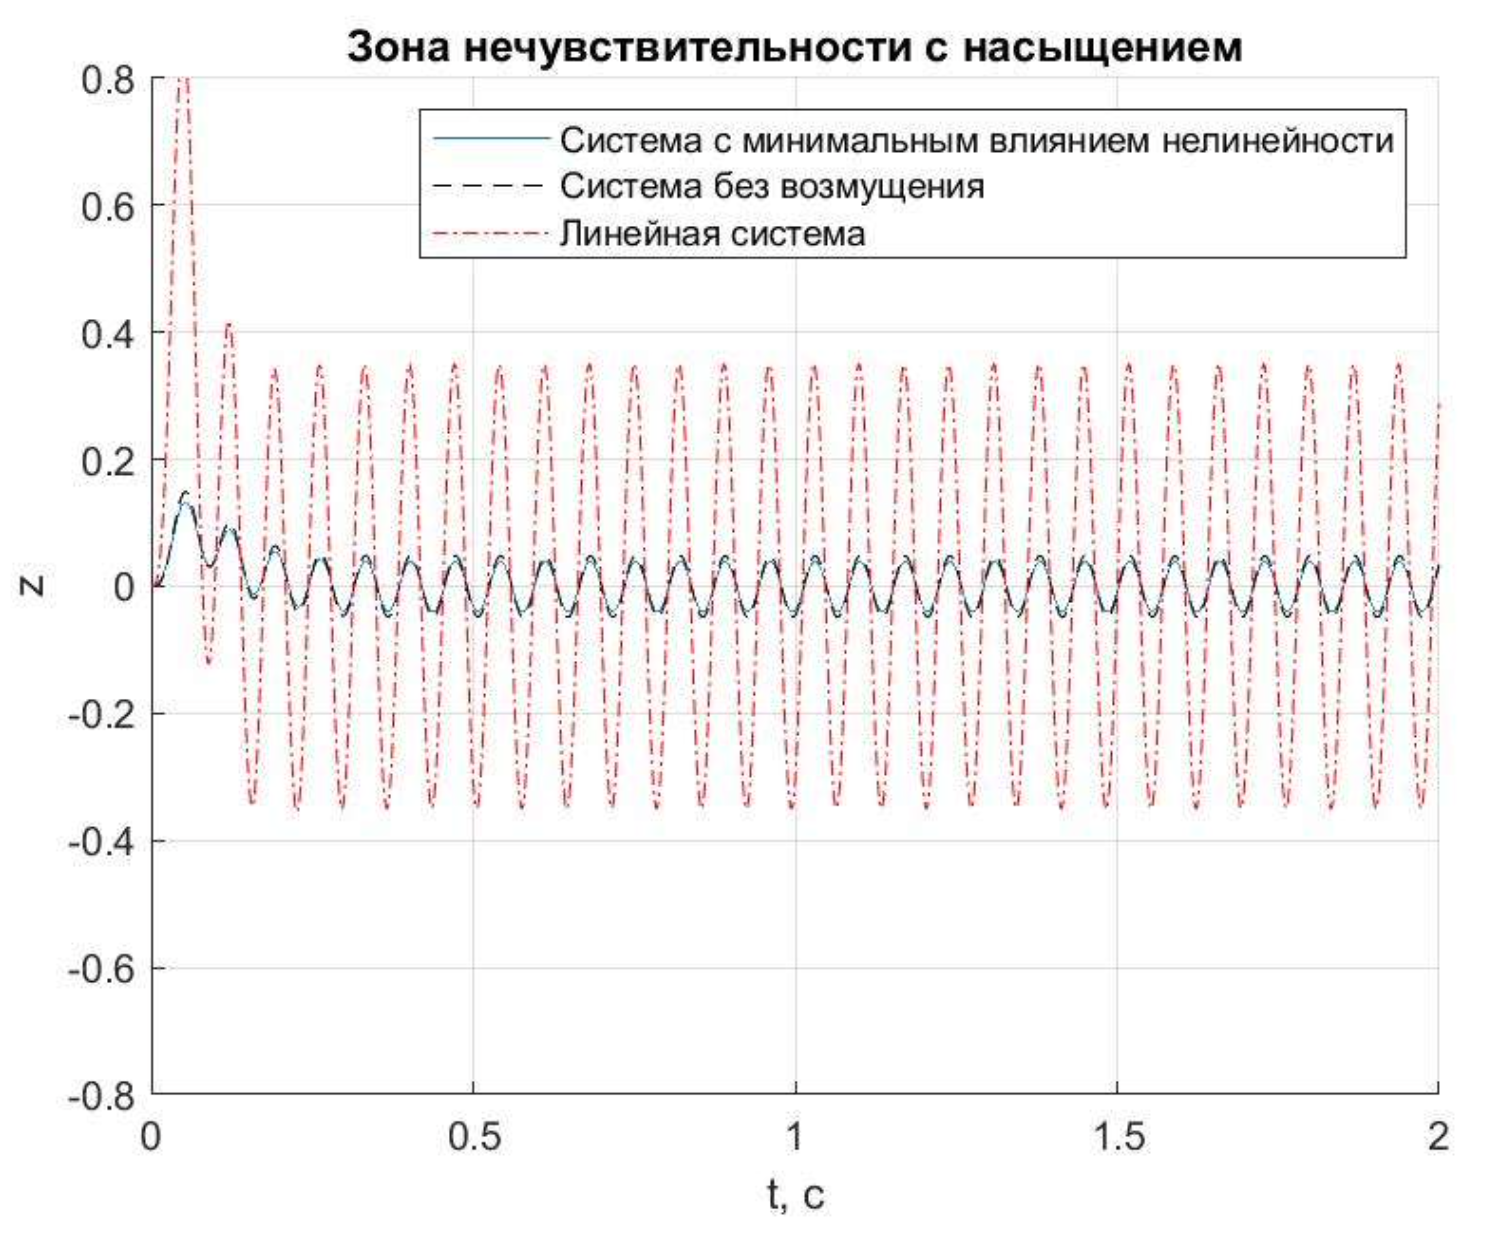 Зона нечувствительности с насыщением
Система с минимальным влиянием нелинейности
Система без возмущения
Линейная система
0.8
0.6
0.4
0.2
0
-0.2
-0.4
-0.6
-0.8
z
0 0.5 1 1.5 2
t, c